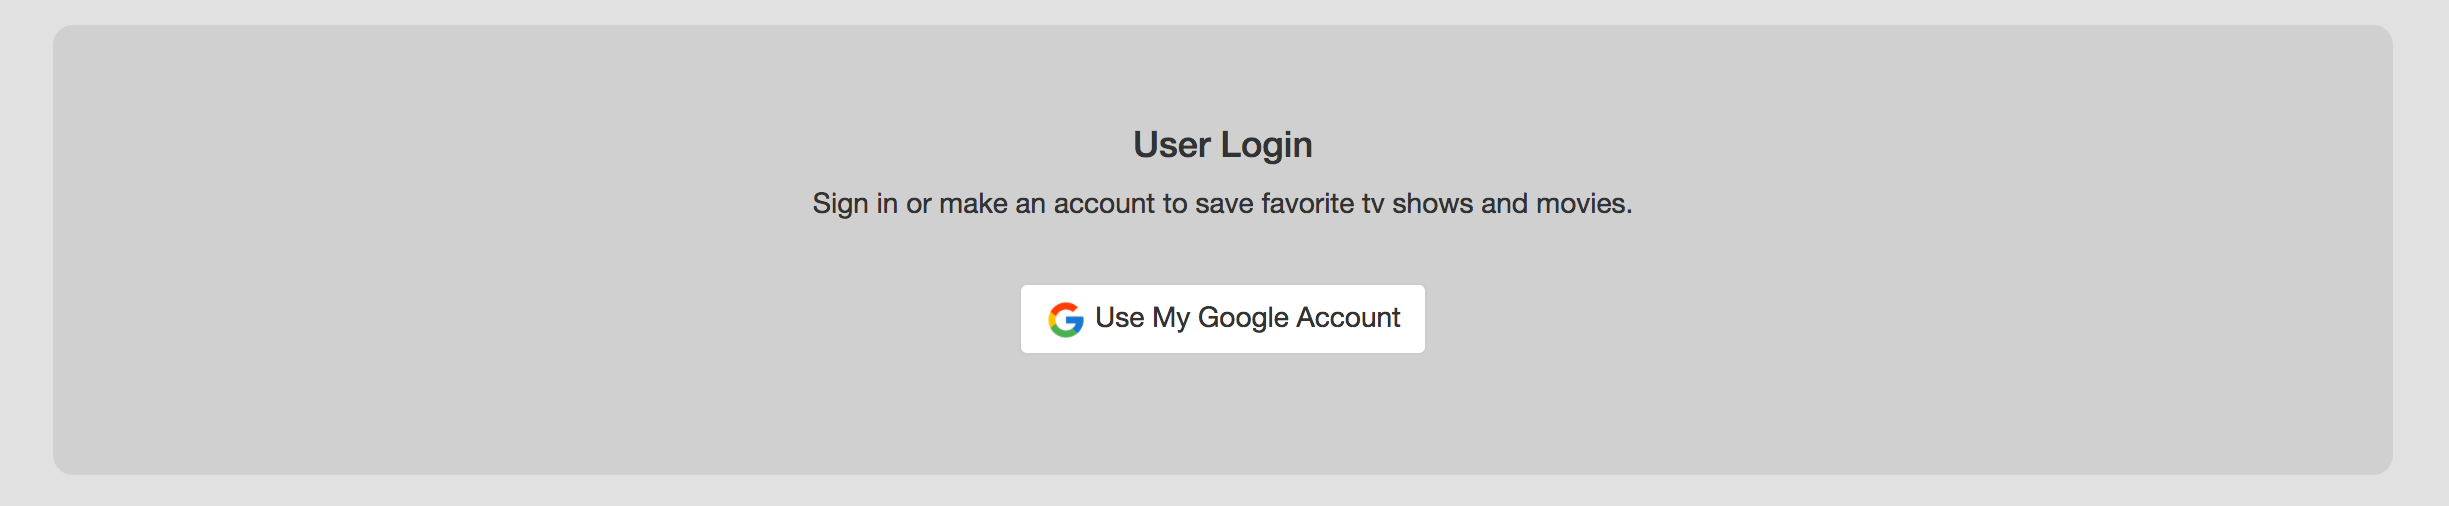 User Login
Sign in or make an account to save favorite tv shows and movies.
Use My Google Account